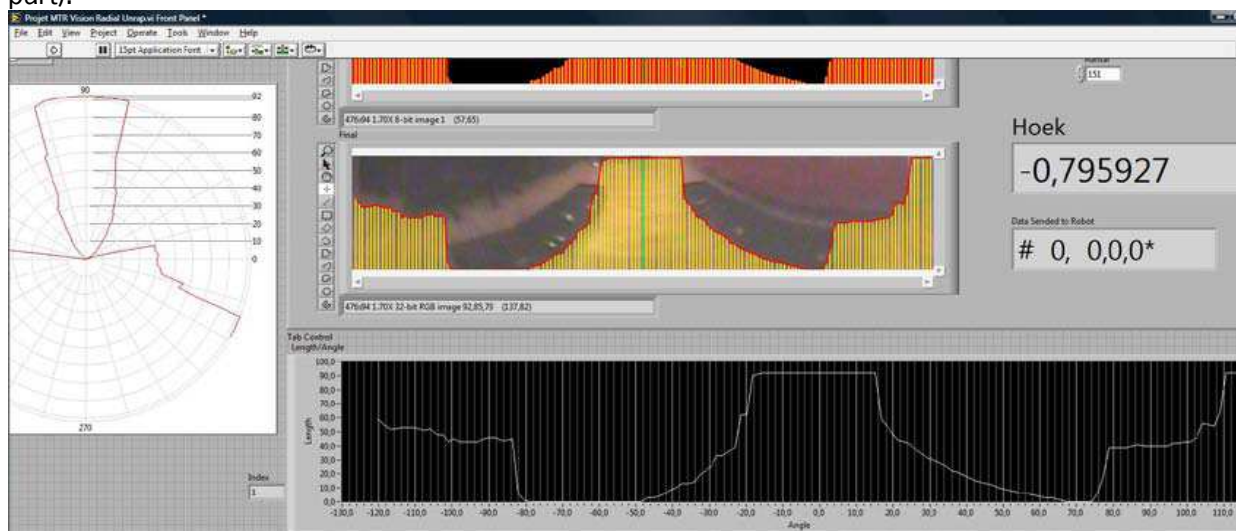 part).
Projet MTR Vision Radial Unrap.vi Front Panel *
File Edit View Project Operate Tools Window Help
15pt Application Font
90
92
80
70
60
50
40
30
20
10
0
270
476x94 1.70X 8-bit image 1 (57,65)
151
Final
476x94 1.70X 32-bit RGB image 92,85,79 (137,82)
Hoek
-0,795927
Data Sended to Robot
# 0, 0,0,0*
Index
1
Tab Control
Length/Angle
100,0
90,0
80,0
70,0
60,0
50,0
40,0
30,0
20,0
10,0
0,0
Length
-130,0 -120,0 -110,0 -100,0 -90,0 -80,0 -70,0 -60,0 -50,0 -40,0 -30,0 -20,0 -10,0 0,0 10,0 20,0 30,0 40,0 50,0 60,0 70,0 80,0 90,0 100,0 110,0
Angle